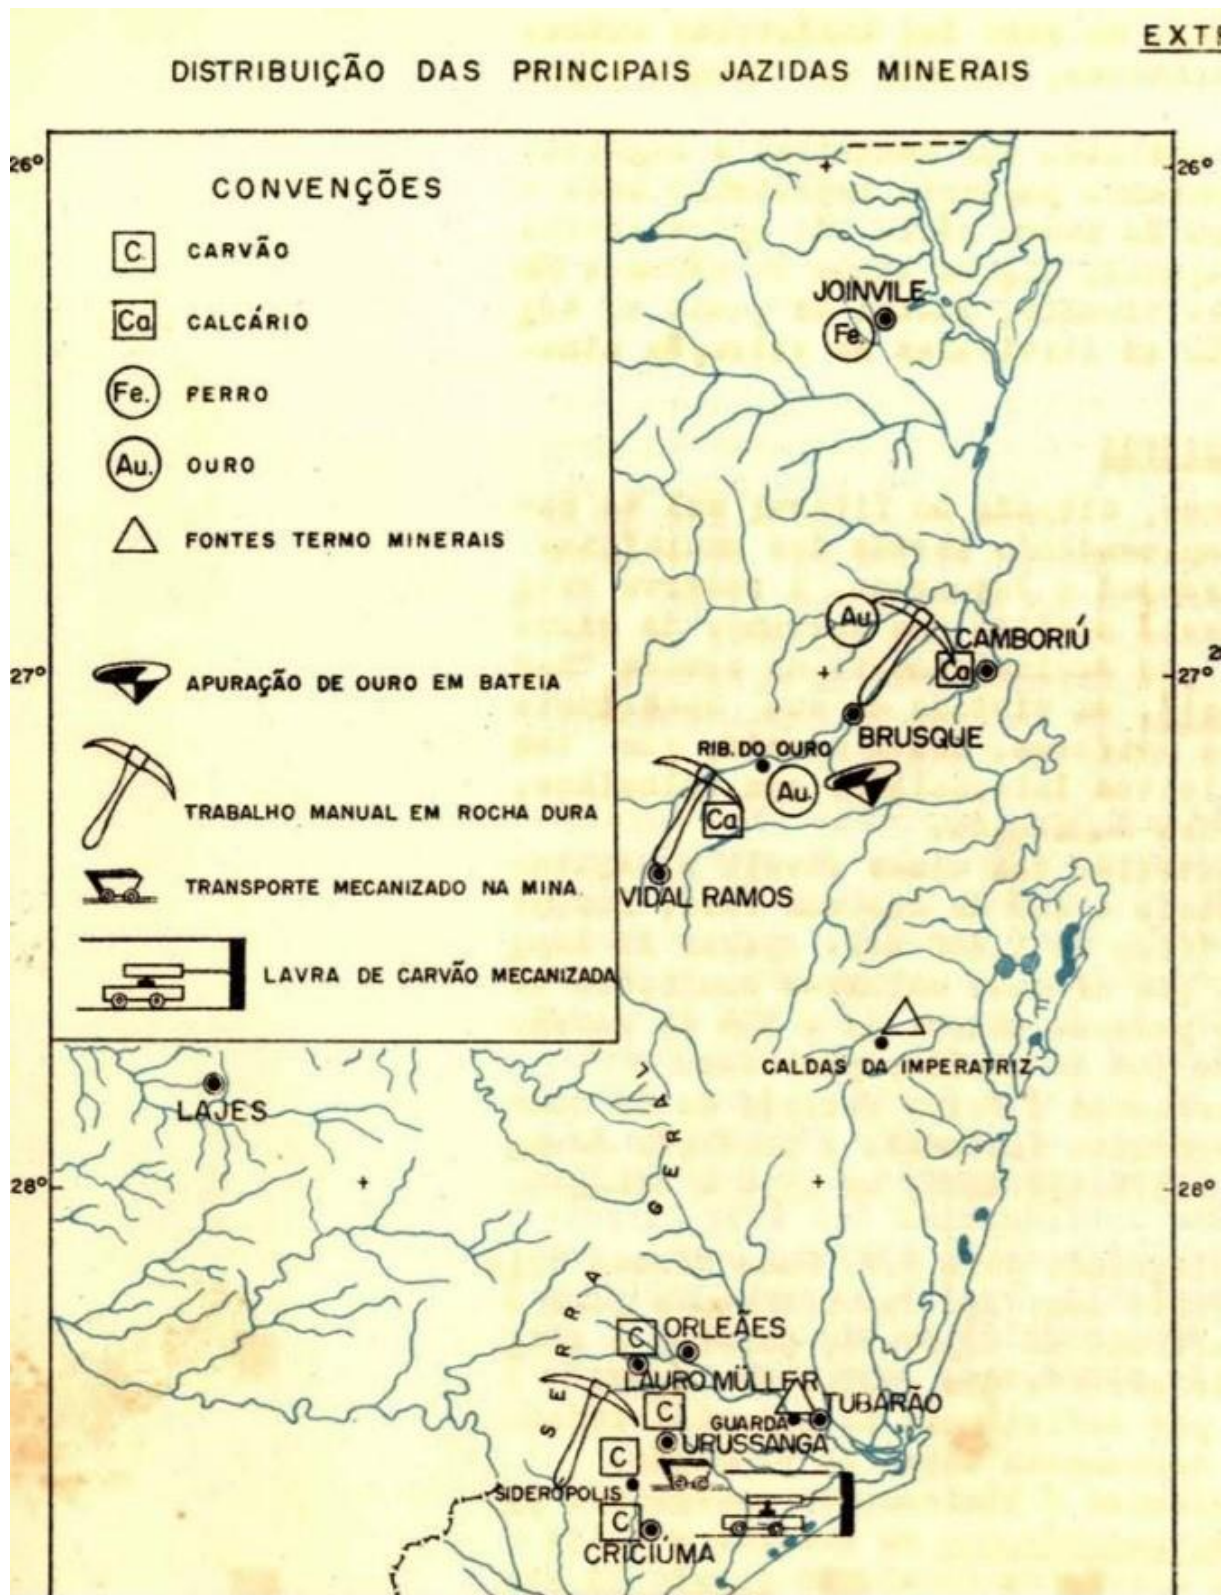 EXT
DISTRIBUIÇÃO DAS PRINCIPAIS JAZIDAS MINERAIS
26°
26°
CONVENÇÕES
C. CARVÃO
Ca CALCÁRIO
Fe. FERRO
Au. OURO
FONTES TERMO MINERAIS
APURAÇÃO DE OURO EM BATEIA
TRABALHO MANUAL EM ROCHA DURA
TRANSPORTE MECANIZADO NA MINA.
LAVRA DE CARVÃO MECANIZADA
JOINVILE
Fe.
Au
CAMBORIÚ
Ca
27°
27°
2
BRUSQUE
RIB. DO OURO
Au.
Ca
VIDAL RAMOS
CALDAS DA IMPERATRIZ
LAJES
28°
28°
SERRA GERA
C ORLEÃES
LAURO MÜLLER
C
TUBARÃO
GUARDA
URUSSANGA
C
SIDERÓPOLIS
C
CRICIÚMA